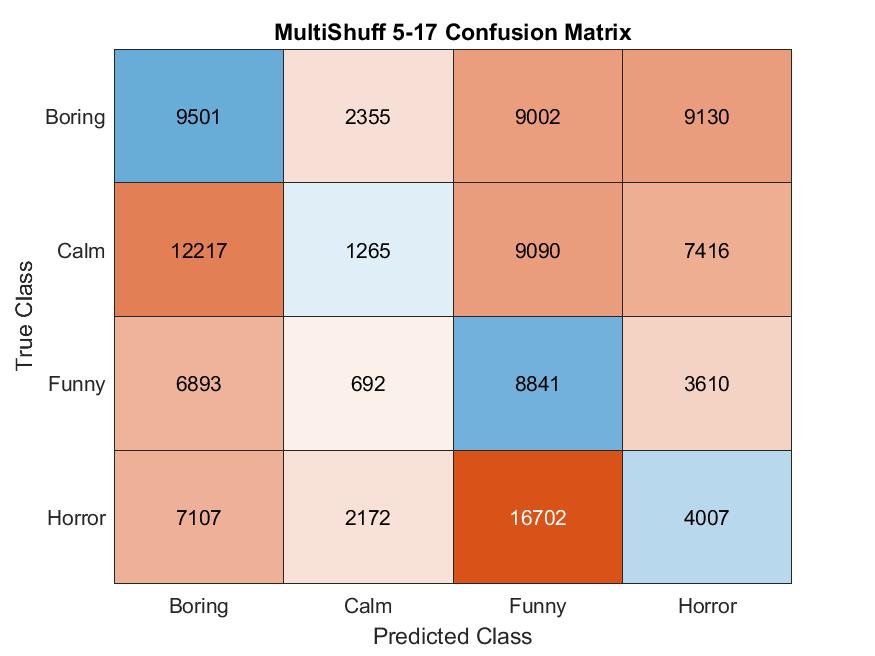 MultiShuff 5-17 Confusion Matrix
Boring 9501 2355 9002 9130
Calm 12217 1265 9090 7416
Funny 6893 692 8841 3610
Horror 7107 2172 16702 4007
True Class
Boring Calm Funny Horror
Predicted Class